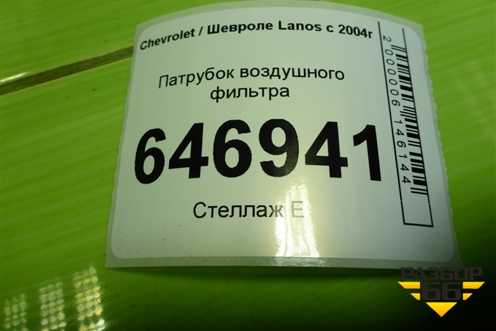 Chevrolet / Шевроле Lanos с 2004г
Патрубок воздушного
фильтра
646941
Стеллаж Е
2000006146144
РАЗБОР
66